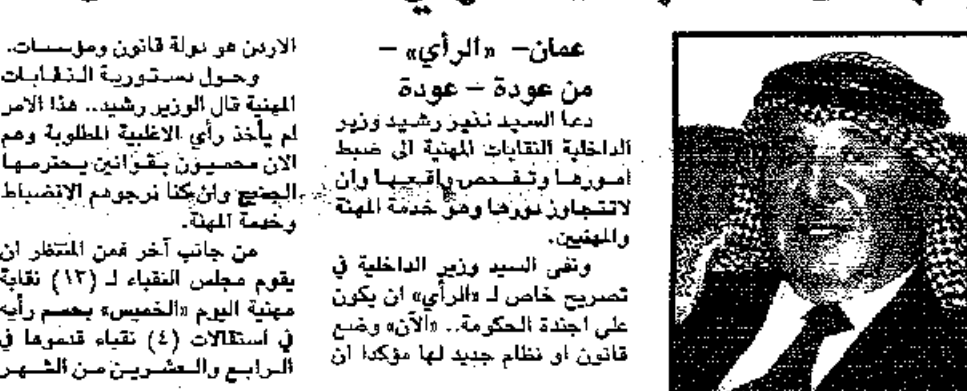 عمان– «الرأي» –
من عودة – عودة
دعا السيد نذير رشيد وزير
الداخلية النقابات المهنية الى ضبط
امورها وتفحص واقعها وان
لاتتجاوز دورها وهو خدمة المهنة
والمهنيين.
ونفى السيد وزير الداخلية في
تصريح خاص لـ «الرأي» ان يكون
على اجندة الحكومة.. «الآن» وضع
قانون او نظام جديد لها مؤكدا ان
الاردن هو دولة قانون ومؤسسات.
وحول دستورية النقابات
المهنية قال الوزير رشيد.. هذا الامر
لم يأخذ رأي الاغلبية المطلوبة وهم
الان محميون بقوانين يحترمها
الجميع وان كنا نرجوهم الانضباط
وخدمة المهنة.
من جانب آخر فمن المنتظر ان
يقوم مجلس النقباء لـ (١٢) نقابة
مهنية اليوم «الخميس» بحسم رأيه
في استقالات (٤) نقباء قدموها في
الرابع والعشرين من الشهر